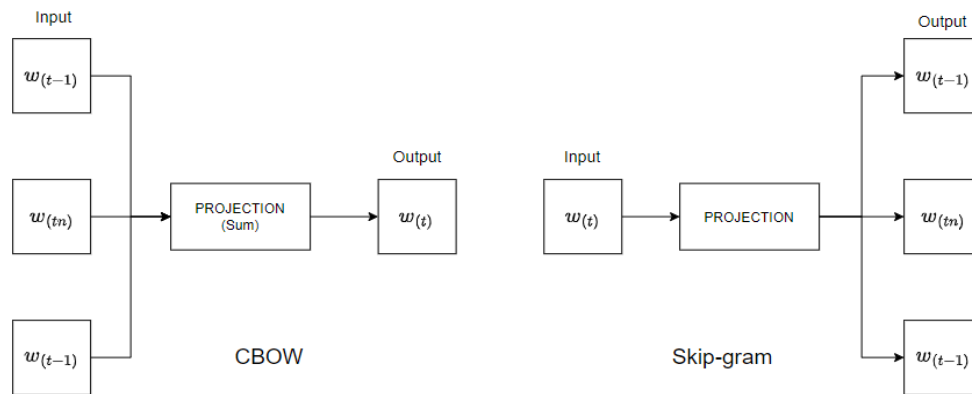 Input
w(t−1)
w(tn)
w(t−1)
PROJECTION
(Sum)
Output
w(t)
CBOW
Input
w(t)
PROJECTION
Output
w(t−1)
w(tn)
w(t−1)
Skip-gram